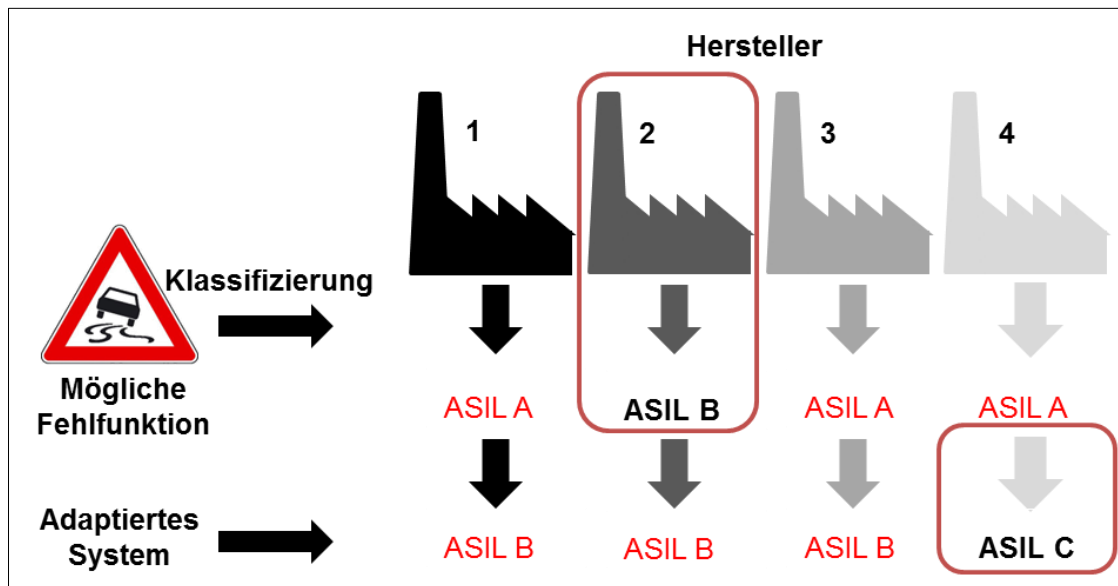 Hersteller
1 2 3 4
Klassifizierung
Mögliche
Fehlfunktion
ASIL A ASIL B ASIL A ASIL A
Adaptiertes
System
ASIL B ASIL B ASIL B ASIL C